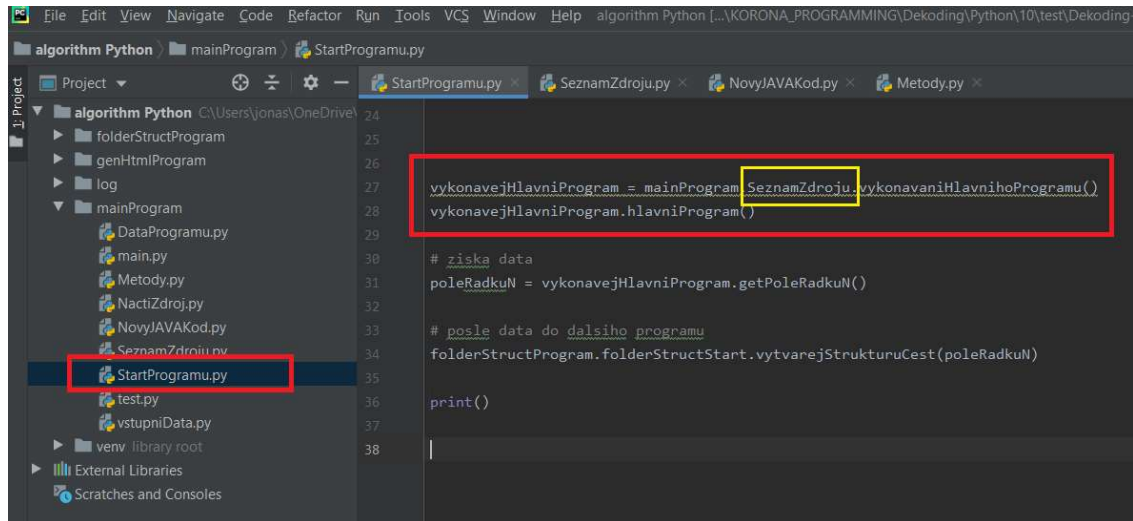 PC File Edit View Navigate Code Refactor Run Tools VCS Window Help algorithm Python [...\KORONA_PROGRAMMING\Dekoding\Python\10\test\Dekoding-
algorithm Python mainProgram StartProgramu.py
1: Project
Project
StartProgramu.py × SeznamZdroju.py × NovyJAVAKod.py × Metody.py ×
algorithm Python C:\Users\jonas\OneDrive\
folderStructProgram
genHtmlProgram
log
mainProgram
DataProgramu.py
main.py
Metody.py
NactiZdroj.py
NovyJAVAKod.py
SeznamZdroju.py
StartProgramu.py
test.py
vstupniData.py
venv library root
External Libraries
Scratches and Consoles
24
25
26
27 vykonavejHlavniProgram = mainProgram.SeznamZdroju.vykonavaniHlavnihoProgramu()
28 vykonavejHlavniProgram.hlavniProgram()
29
30 # ziska data
31 poleRadkuN = vykonavejHlavniProgram.getPoleRadkuN()
32
33 # posle data do dalsiho programu
34 folderStructProgram.folderStructStart.vytvarejStrukturuCest(poleRadkuN)
35
36 print()
37
38